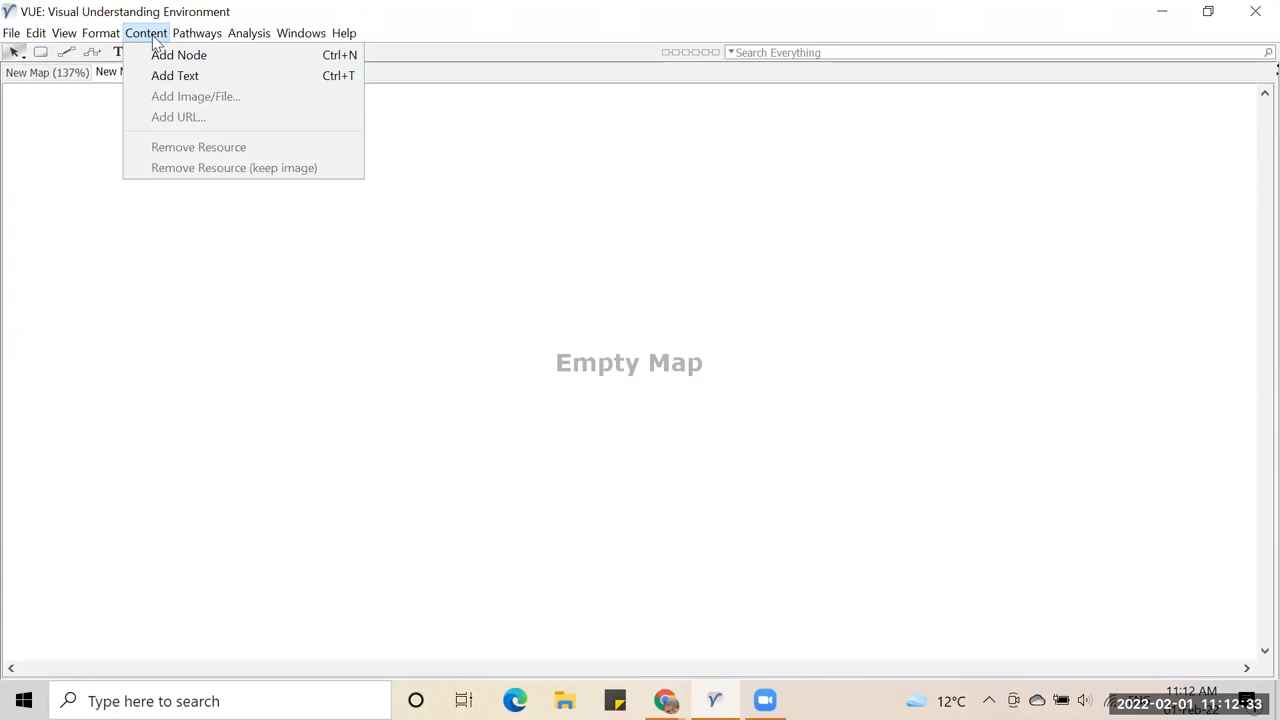 VUE: Visual Understanding Environment
File Edit View Format Content Pathways Analysis Windows Help
T
Search Everything
New Map (137%) New M
Add Node Ctrl+N
Add Text Ctrl+T
Add Image/File...
Add URL...
Remove Resource
Remove Resource (keep image)
Empty Map
Type here to search
12°C
11:12 AM
2022-02-01 11:12:33